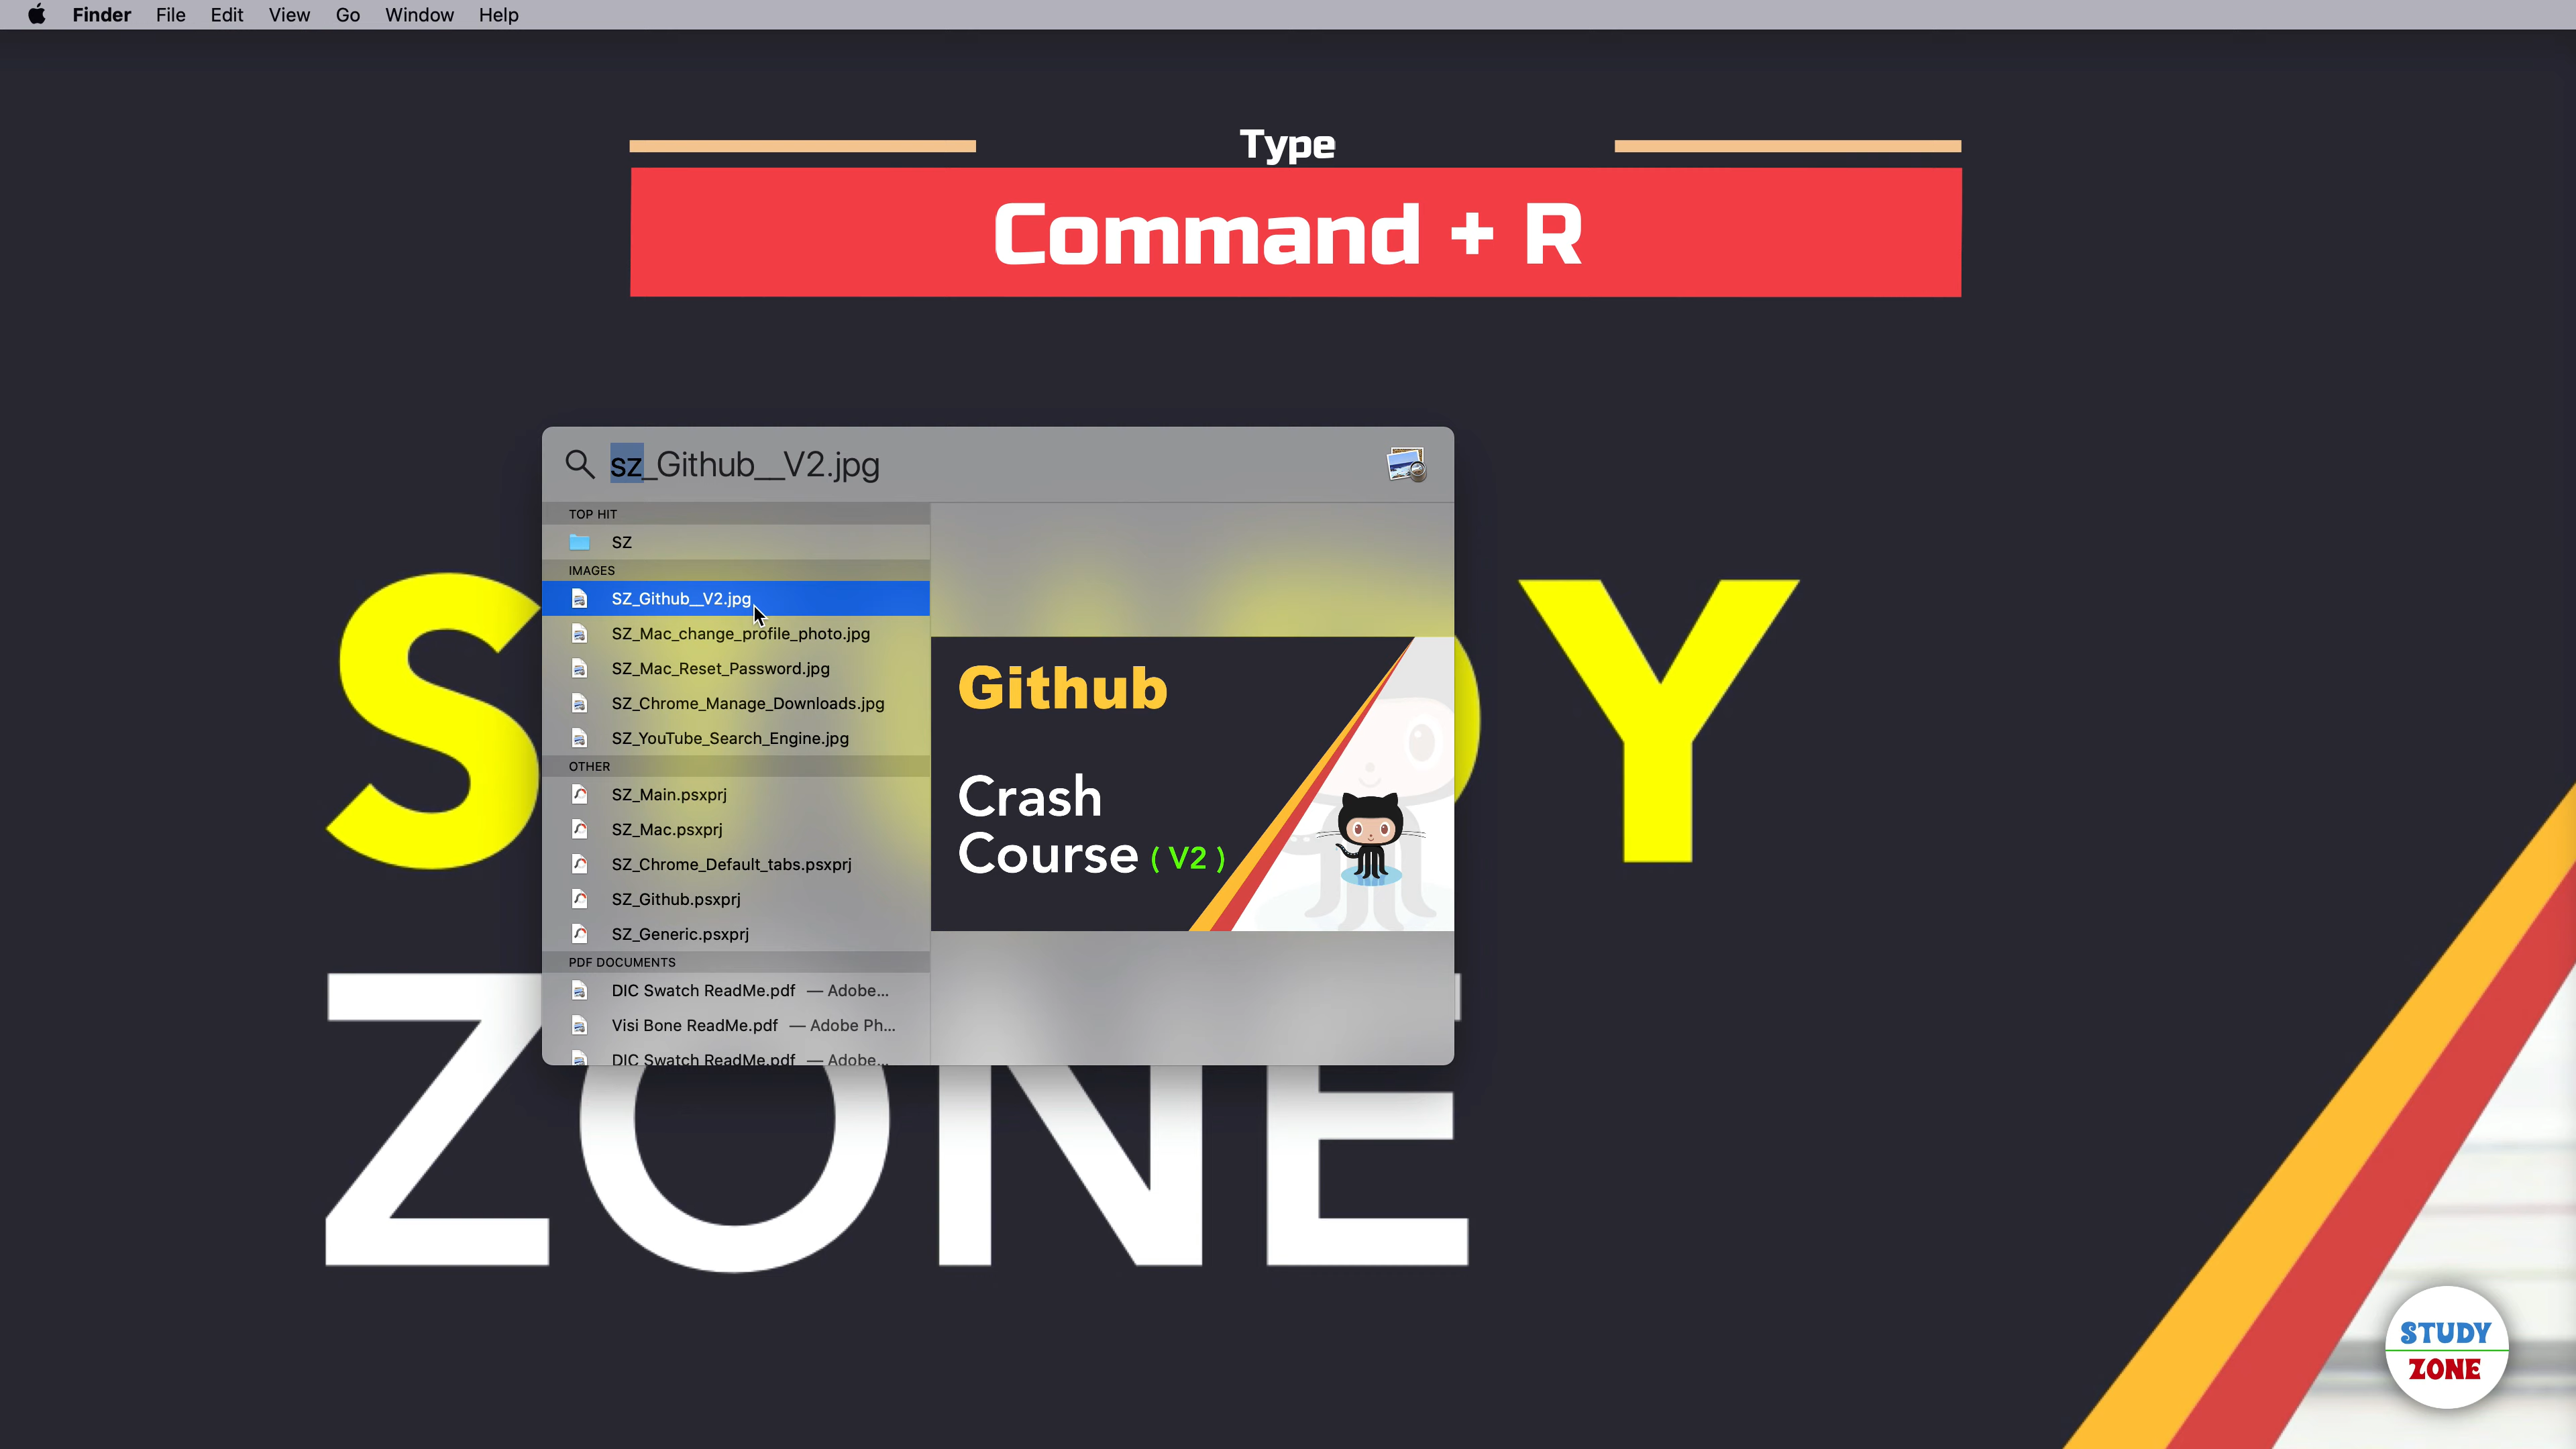 Finder File Edit View Go Window Help
Type
Command + R
sz_Github__V2.jpg
TOP HIT
SZ
IMAGES
SZ_Github__V2.jpg
SZ_Mac_change_profile_photo.jpg
SZ_Mac_Reset_Password.jpg
SZ_Chrome_Manage_Downloads.jpg
SZ_YouTube_Search_Engine.jpg
OTHER
SZ_Main.psxprj
SZ_Mac.psxprj
SZ_Chrome_Default_tabs.psxprj
SZ_Github.psxprj
SZ_Generic.psxprj
PDF DOCUMENTS
DIC Swatch ReadMe.pdf — Adobe...
Visi Bone ReadMe.pdf — Adobe Ph...
DIC Swatch ReadMe.pdf — Adobe...
Github
Crash
Course ( V2 )
ZONE
STUDY
ZONE